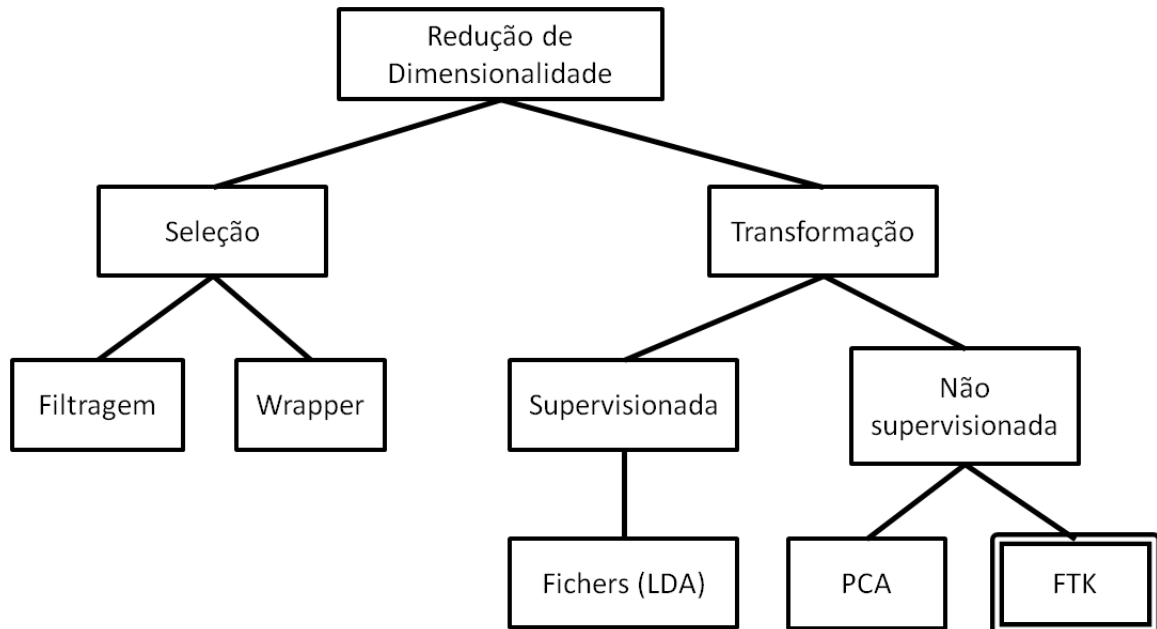 Redução de
Dimensionalidade
Seleção
Transformação
Filtragem
Wrapper
Supervisionada
Não
supervisionada
Fichers (LDA)
PCA
FTK